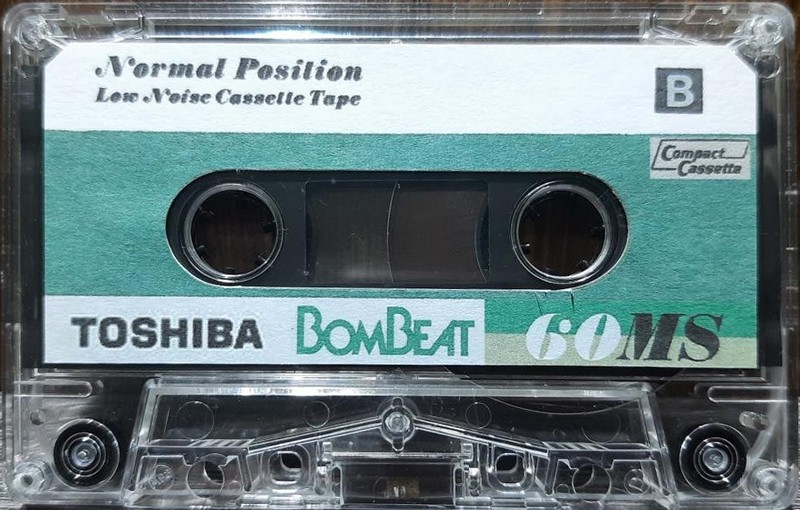 Normal Position
Low Noise Cassette Tape
B
Compact
Cassette
TOSHIBA BOMBEAT 60MS